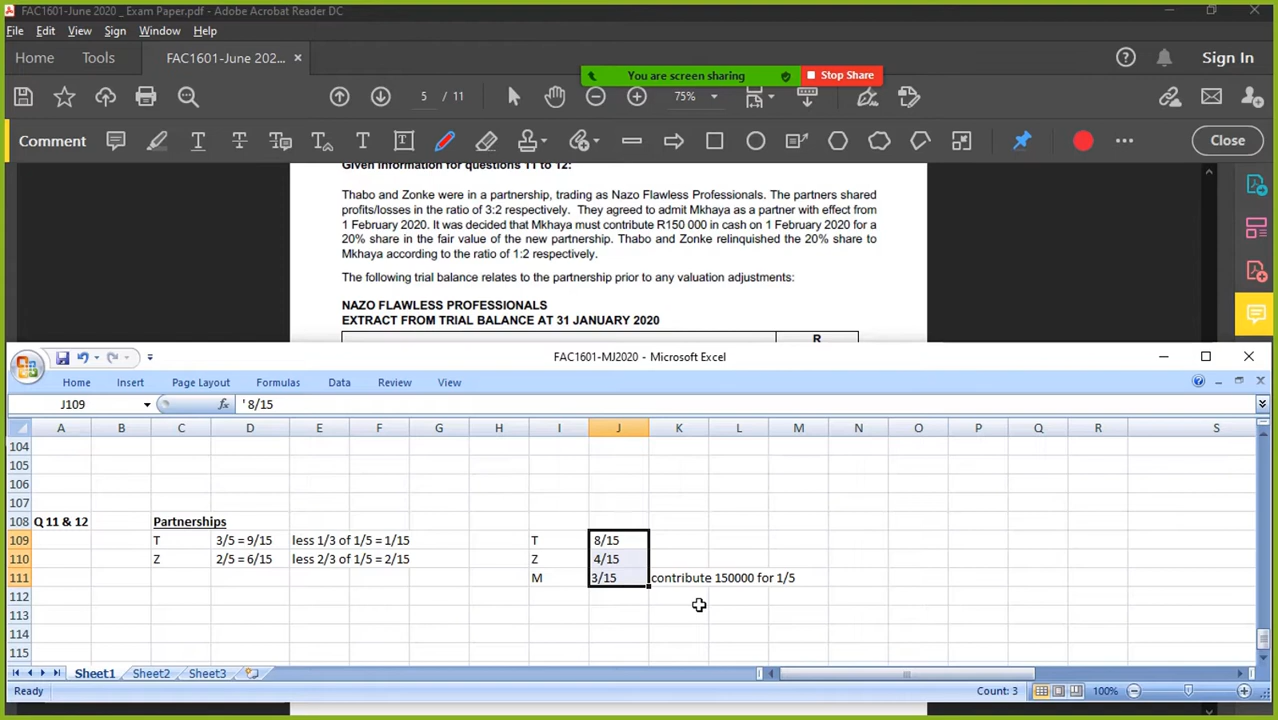 FAC1601-June 2020 _ Exam Paper.pdf - Adobe Acrobat Reader DC
File Edit View Sign Window Help
Home Tools FAC1601-June 202... × Sign In
You are screen sharing Stop Share
5 / 11 75%
Comment Close
Given information for questions 11 to 12:
Thabo and Zonke were in a partnership, trading as Nazo Flawless Professionals. The partners shared
profits/losses in the ratio of 3:2 respectively. They agreed to admit Mkhaya as a partner with effect from
1 February 2020. It was decided that Mkhaya must contribute R150 000 in cash on 1 February 2020 for a
20% share in the fair value of the new partnership. Thabo and Zonke relinquished the 20% share to
Mkhaya according to the ratio of 1:2 respectively.
The following trial balance relates to the partnership prior to any valuation adjustments:
NAZO FLAWLESS PROFESSIONALS
EXTRACT FROM TRIAL BALANCE AT 31 JANUARY 2020
R
FAC1601-MJ2020 - Microsoft Excel
Home Insert Page Layout Formulas Data Review View
J109 fx ' 8/15
A B C D E F G H I J K L M N O P Q R S
104
105
106
107
108 Q 11 & 12 Partnerships
109 T 3/5 = 9/15 less 1/3 of 1/5 = 1/15 T 8/15
110 Z 2/5 = 6/15 less 2/3 of 1/5 = 2/15 Z 4/15
111 M 3/15 contribute 150000 for 1/5
112
113
114
115
Sheet1 Sheet2 Sheet3
Ready Count: 3 100%